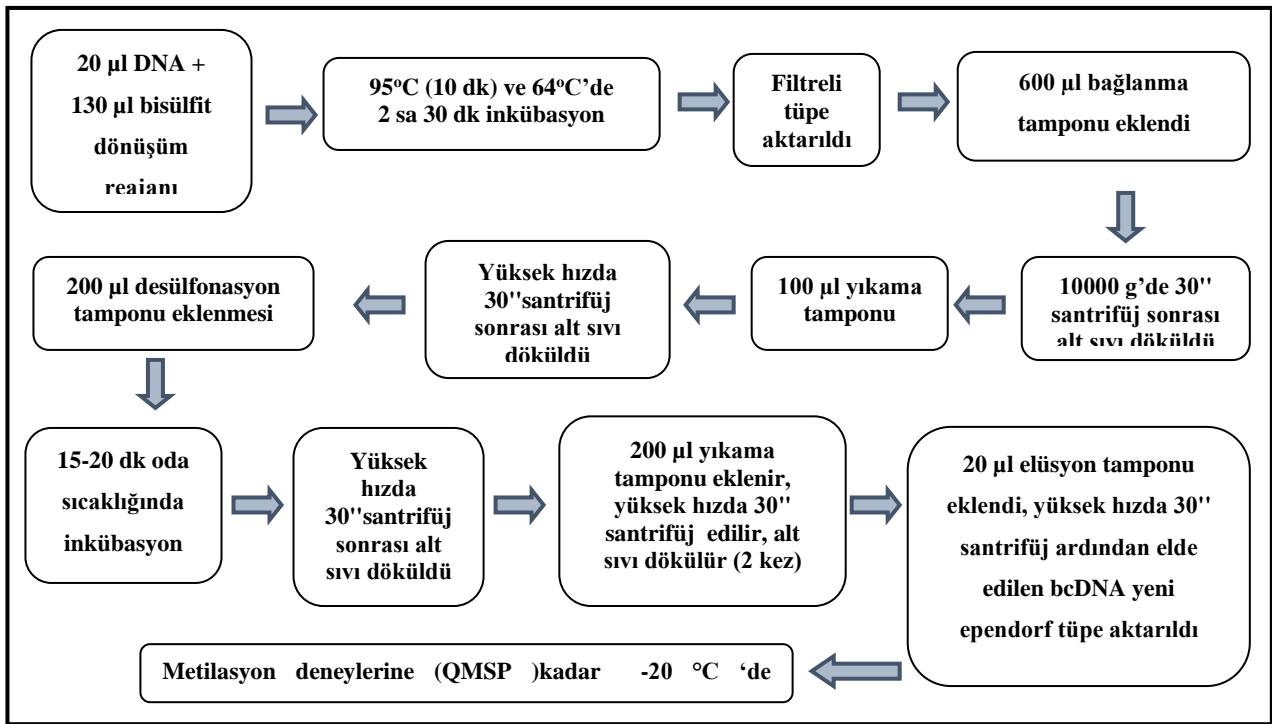 20 µl DNA +
130 µl bisülfit
dönüşüm
reajanı
95ºC (10 dk) ve 64ºC’de
2 sa 30 dk inkübasyon
Filtreli
tüpe
aktarıldı
600 µl bağlanma
tamponu eklendi
10000 g’de 30''
santrifüj sonrası
alt sıvı döküldü
100 µl yıkama
tamponu
Yüksek hızda
30''santrifüj
sonrası alt sıvı
döküldü
200 µl desülfonasyon
tamponu eklenmesi
15-20 dk oda
sıcaklığında
inkübasyon
Yüksek
hızda
30''santrifüj
sonrası alt
sıvı döküldü
200 µl yıkama
tamponu eklenir,
yüksek hızda 30''
santrifüj edilir, alt
sıvı dökülür (2 kez)
20 µl elüsyon tamponu
eklendi, yüksek hızda 30''
santrifüj ardından elde
edilen bcDNA yeni
ependorf tüpe aktarıldı
Metilasyon deneylerine (QMSP )kadar -20 °C ‘de